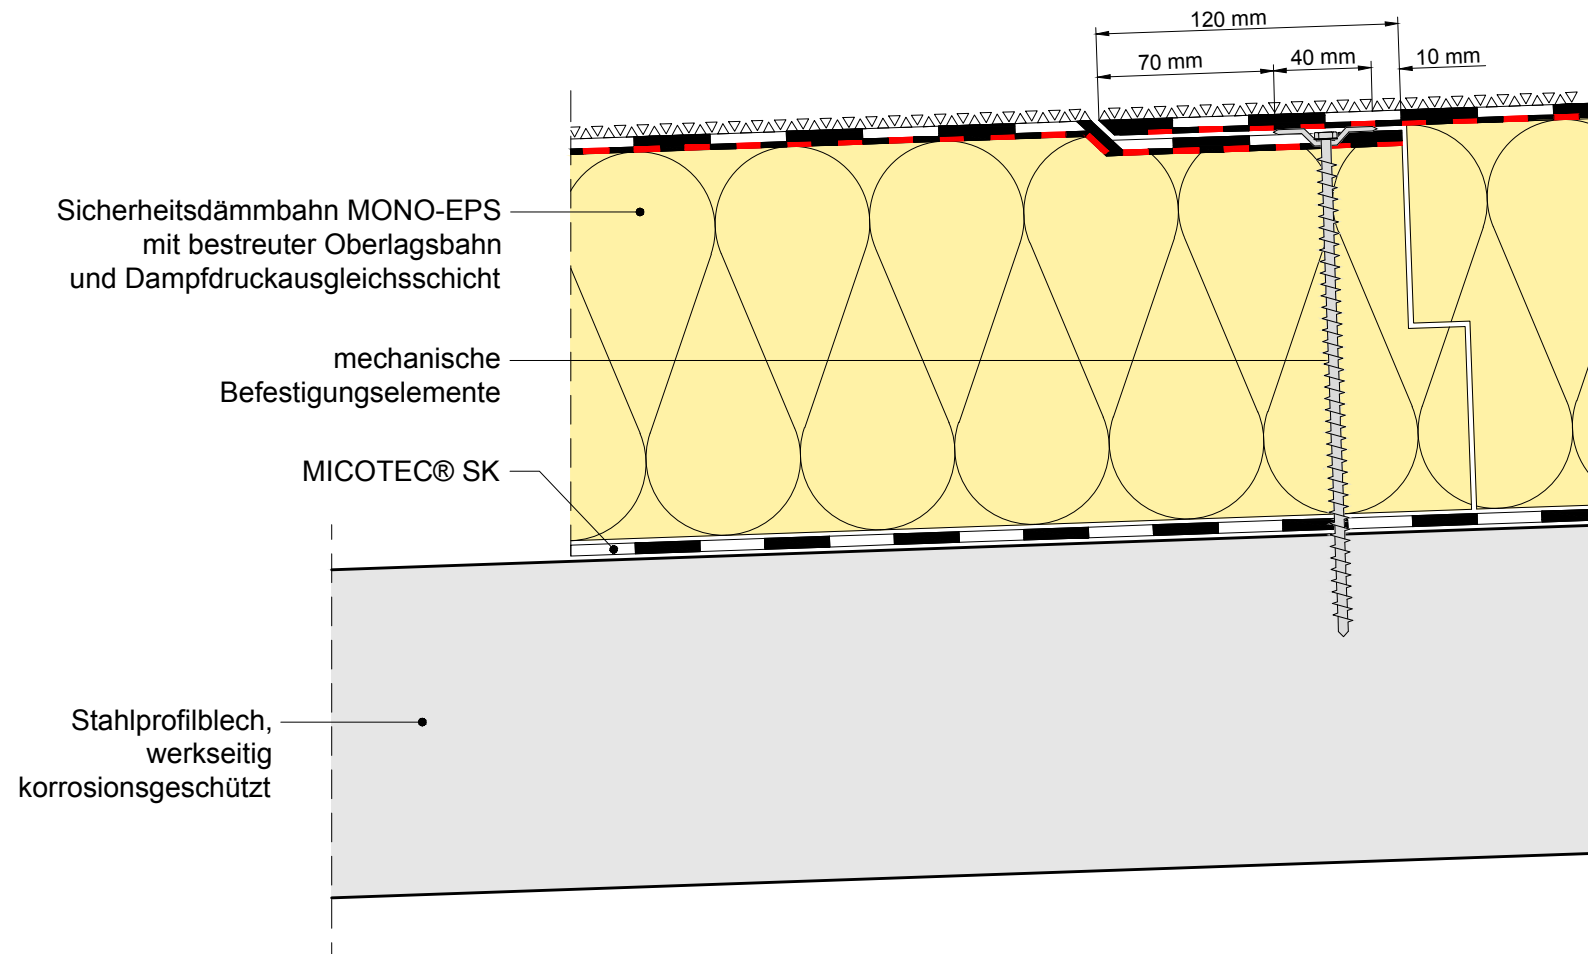 120 mm
70 mm
40 mm
10 mm
Sicherheitsdämmbahn MONO-EPS
mit bestreuter Oberlagsbahn
und Dampfdruckausgleichsschicht
mechanische
Befestigungselemente
MICOTEC® SK
Stahlprofilblech,
werkseitig
korrosionsgeschützt